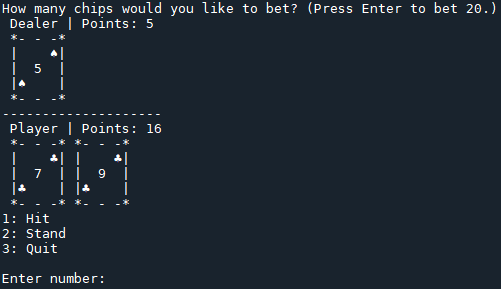 How many chips would you like to bet? (Press Enter to bet 20.)
Dealer | Points: 5
*- - -*
|    ♠|
|  5  |
|♠    |
*- - -*
---------------------
Player | Points: 16
*- - -* *- - -*
|    ♣| |    ♣|
|  7  | |  9  |
|♣    | |♣    |
*- - -* *- - -*
1: Hit
2: Stand
3: Quit
Enter number: